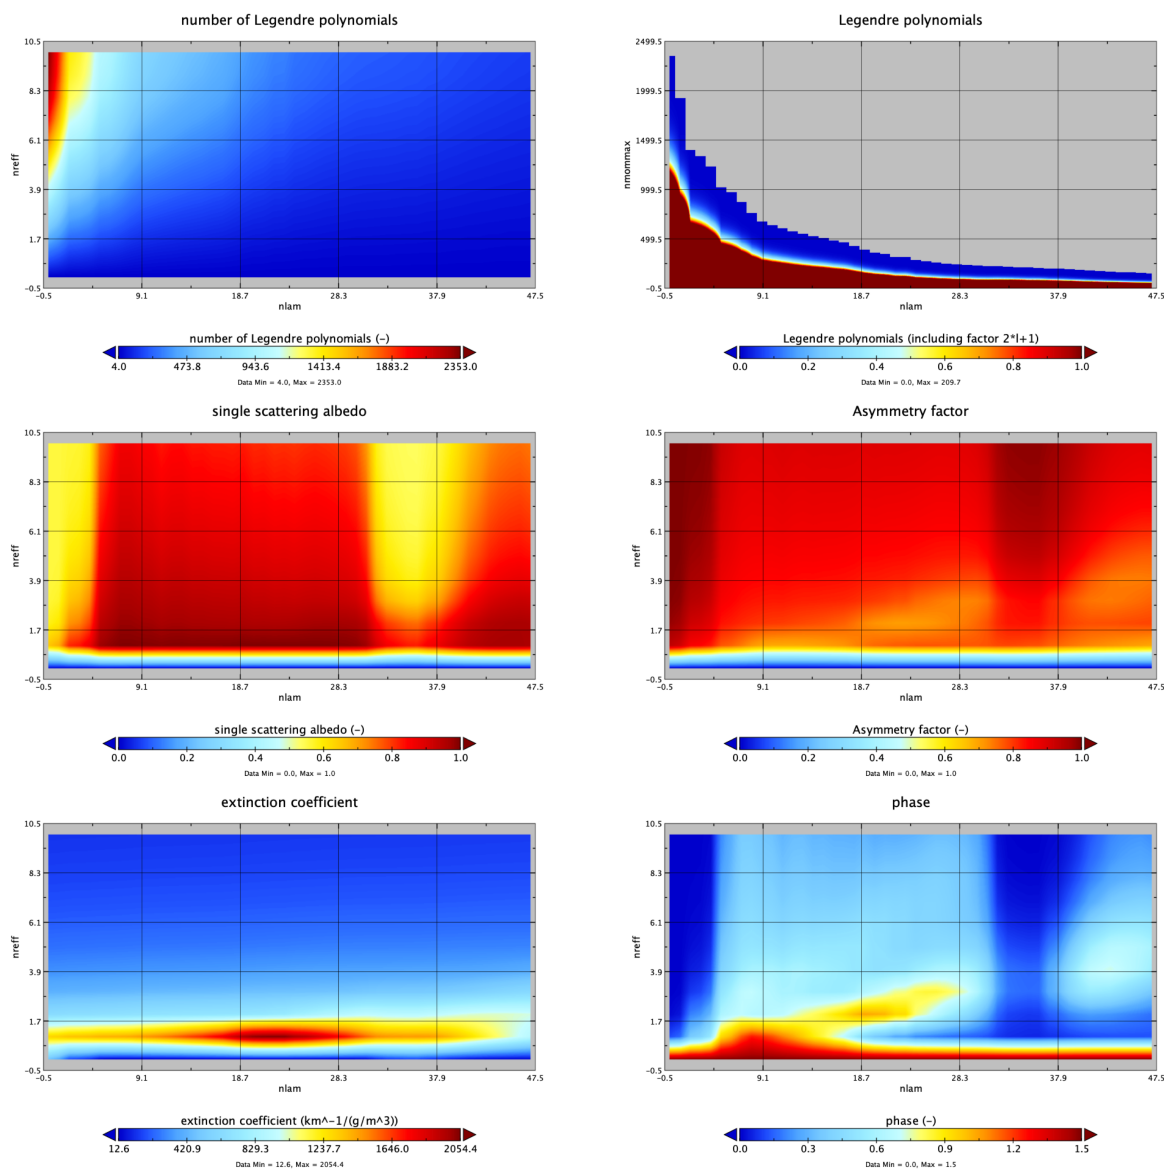 number of Legendre polynomials
10.5
8.3
6.1
3.9
1.7
−0.5
nreff
−0.5 9.1 18.7 28.3 37.9 47.5
nlam
number of Legendre polynomials (-)
4.0 473.8 943.6 1413.4 1883.2 2353.0
Data Min = 4.0, Max = 2353.0
Legendre polynomials
2499.5
1999.5
1499.5
999.5
499.5
−0.5
nmommax
−0.5 9.1 18.7 28.3 37.9 47.5
nlam
Legendre polynomials (including factor 2*l+1)
0.0 0.2 0.4 0.6 0.8 1.0
Data Min = 0.0, Max = 209.7
single scattering albedo
10.5
8.3
6.1
3.9
1.7
−0.5
nreff
−0.5 9.1 18.7 28.3 37.9 47.5
nlam
single scattering albedo (-)
0.0 0.2 0.4 0.6 0.8 1.0
Data Min = 0.0, Max = 1.0
Asymmetry factor
10.5
8.3
6.1
3.9
1.7
−0.5
nreff
−0.5 9.1 18.7 28.3 37.9 47.5
nlam
Asymmetry factor (-)
0.0 0.2 0.4 0.6 0.8 1.0
Data Min = 0.0, Max = 1.0
extinction coefficient
10.5
8.3
6.1
3.9
1.7
−0.5
nreff
−0.5 9.1 18.7 28.3 37.9 47.5
nlam
extinction coefficient (km^-1/(g/m^3))
12.6 420.9 829.3 1237.7 1646.0 2054.4
Data Min = 12.6, Max = 2054.4
phase
10.5
8.3
6.1
3.9
1.7
−0.5
nreff
−0.5 9.1 18.7 28.3 37.9 47.5
nlam
phase (-)
0.0 0.3 0.6 0.9 1.2 1.5
Data Min = 0.0, Max = 1.5